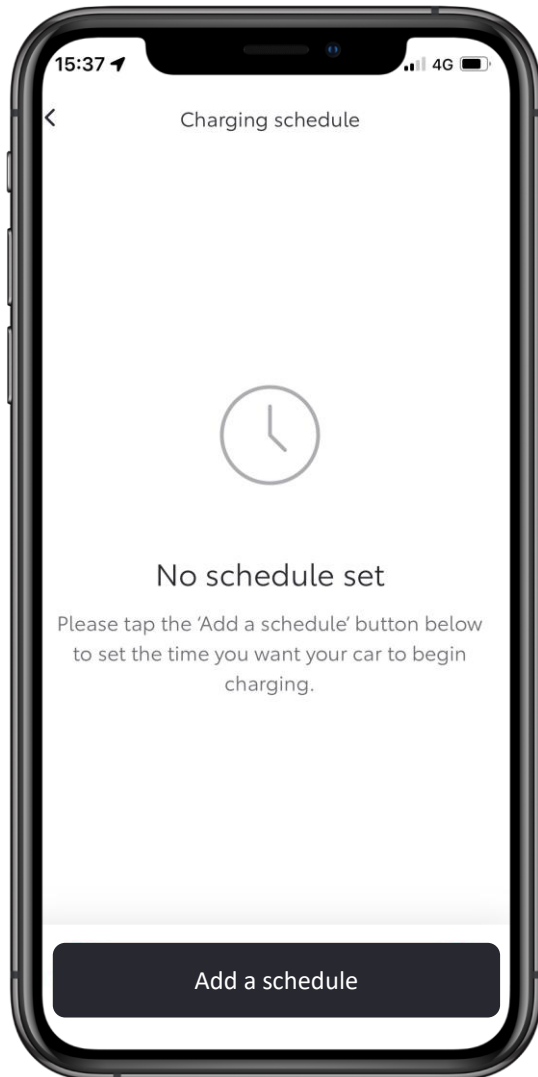 15:37 4G
Charging schedule
No schedule set
Please tap the ‘Add a schedule’ button below
to set the time you want your car to begin
charging.
Add a schedule